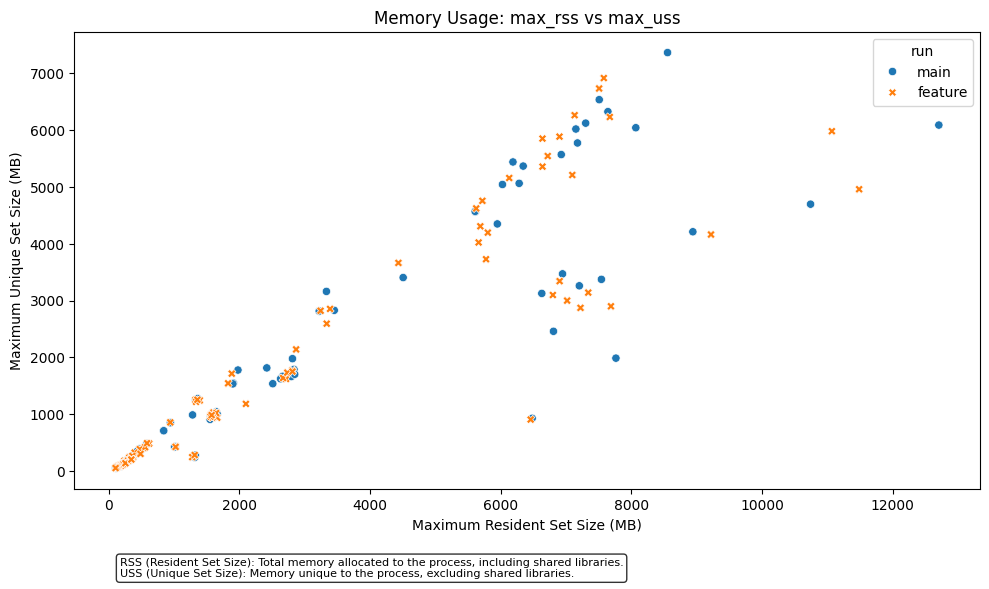 Memory Usage: max_rss vs max_uss
run
main
feature
Maximum Unique Set Size (MB)
7000
6000
5000
4000
3000
2000
1000
0
0 2000 4000 6000 8000 10000 12000
Maximum Resident Set Size (MB)
RSS (Resident Set Size): Total memory allocated to the process, including shared libraries.
USS (Unique Set Size): Memory unique to the process, excluding shared libraries.